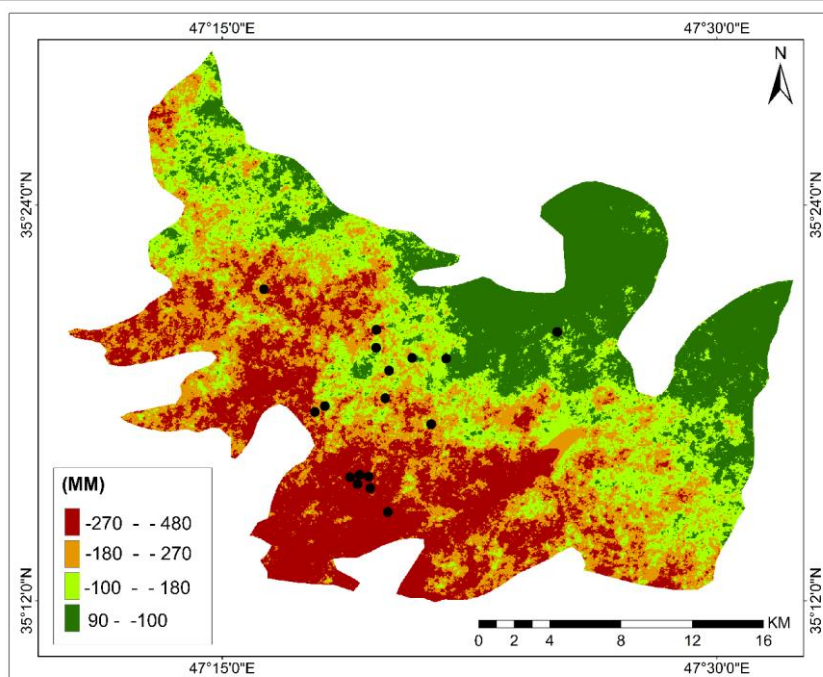 47°15'0"E 47°30'0"E
N
35°24'0"N 35°24'0"N
(MM)
-270 - - 480
-180 - - 270
-100 - - 180
90 - -100
35°12'0"N 35°12'0"N
KM
0 2 4 8 12 16
47°15'0"E 47°30'0"E